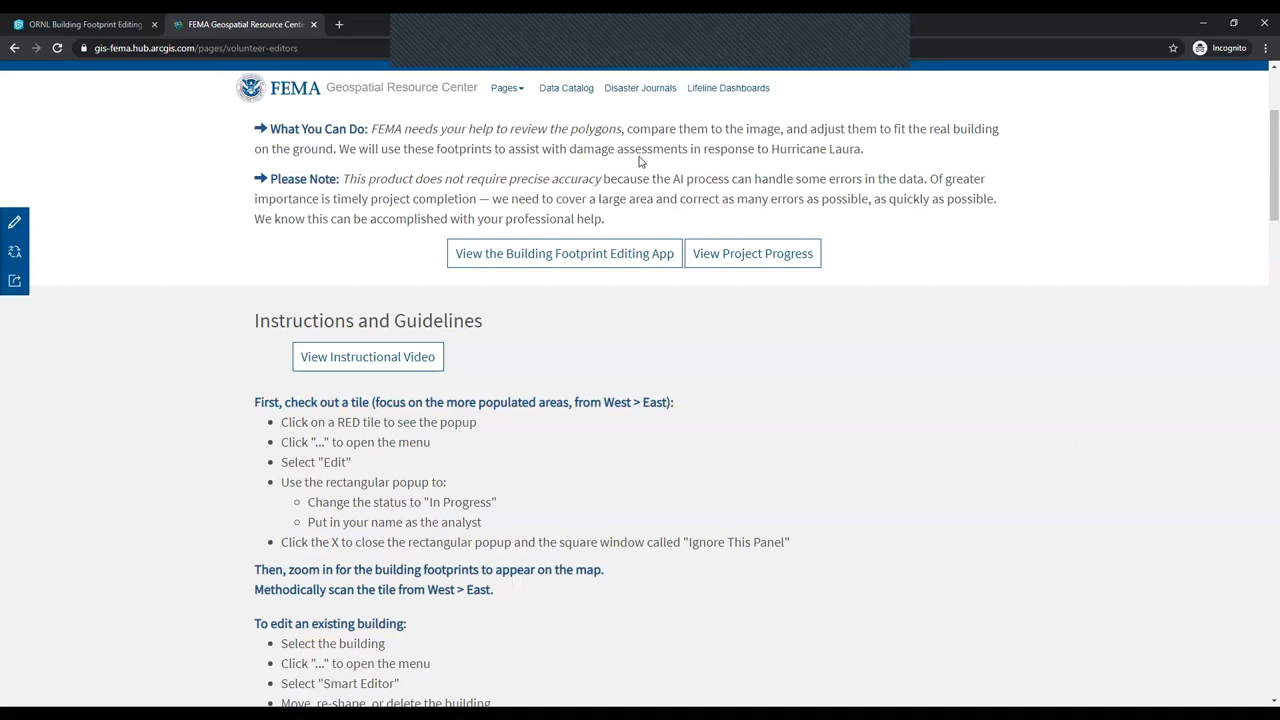 ORNL Building Footprint Editing
FEMA Geospatial Resource Cente
gis-fema.hub.arcgis.com/pages/volunteer-editors
Incognito
FEMA Geospatial Resource Center Pages Data Catalog Disaster Journals Lifeline Dashboards
What You Can Do: FEMA needs your help to review the polygons, compare them to the image, and adjust them to fit the real building
on the ground. We will use these footprints to assist with damage assessments in response to Hurricane Laura.
Please Note: This product does not require precise accuracy because the AI process can handle some errors in the data. Of greater
importance is timely project completion — we need to cover a large area and correct as many errors as possible, as quickly as possible.
We know this can be accomplished with your professional help.
View the Building Footprint Editing App View Project Progress
Instructions and Guidelines
View Instructional Video
First, check out a tile (focus on the more populated areas, from West > East):
• Click on a RED tile to see the popup
• Click "..." to open the menu
• Select "Edit"
• Use the rectangular popup to:
○ Change the status to "In Progress"
○ Put in your name as the analyst
• Click the X to close the rectangular popup and the square window called "Ignore This Panel"
Then, zoom in for the building footprints to appear on the map.
Methodically scan the tile from West > East.
To edit an existing building:
• Select the building
• Click "..." to open the menu
• Select "Smart Editor"
• Move, re-shape, or delete the building